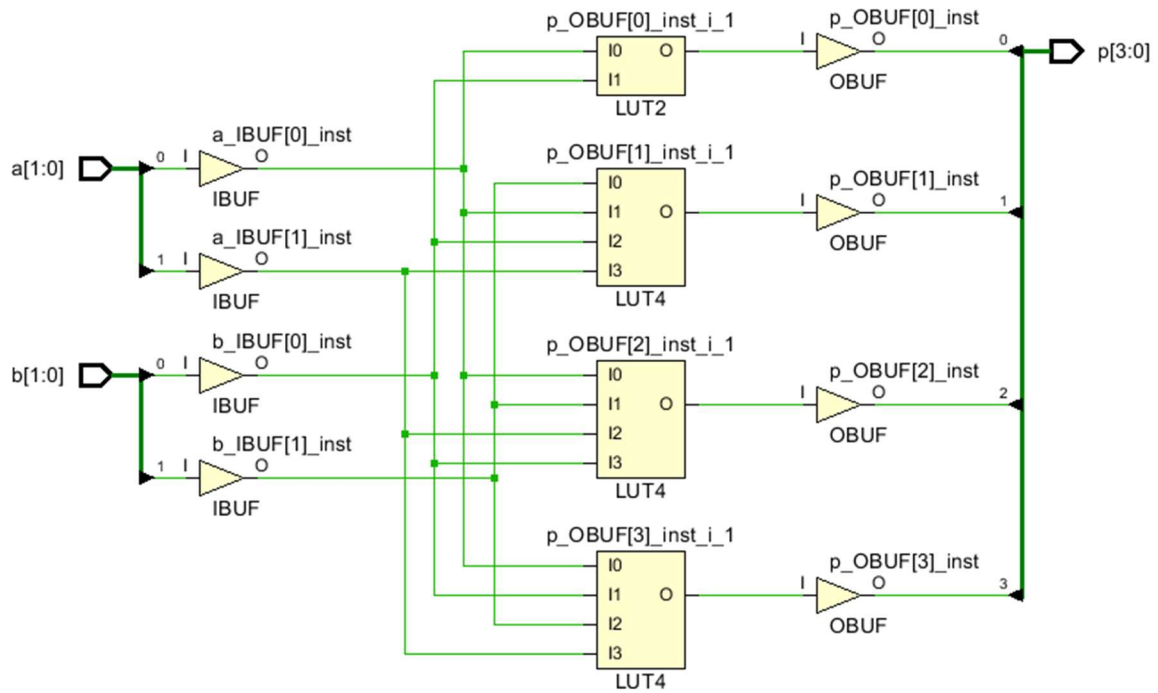 a[1:0]
0
I
a_IBUF[0]_inst
O
IBUF
1
I
a_IBUF[1]_inst
O
IBUF
b[1:0]
0
I
b_IBUF[0]_inst
O
IBUF
1
I
b_IBUF[1]_inst
O
IBUF
p_OBUF[0]_inst_i_1
I0
O
I1
LUT2
p_OBUF[1]_inst_i_1
I0
I1
O
I2
I3
LUT4
p_OBUF[2]_inst_i_1
I0
I1
O
I2
I3
LUT4
p_OBUF[3]_inst_i_1
I0
I1
O
I2
I3
LUT4
p_OBUF[0]_inst
I
O
OBUF
0
p_OBUF[1]_inst
I
O
OBUF
1
p_OBUF[2]_inst
I
O
OBUF
2
p_OBUF[3]_inst
I
O
OBUF
3
p[3:0]